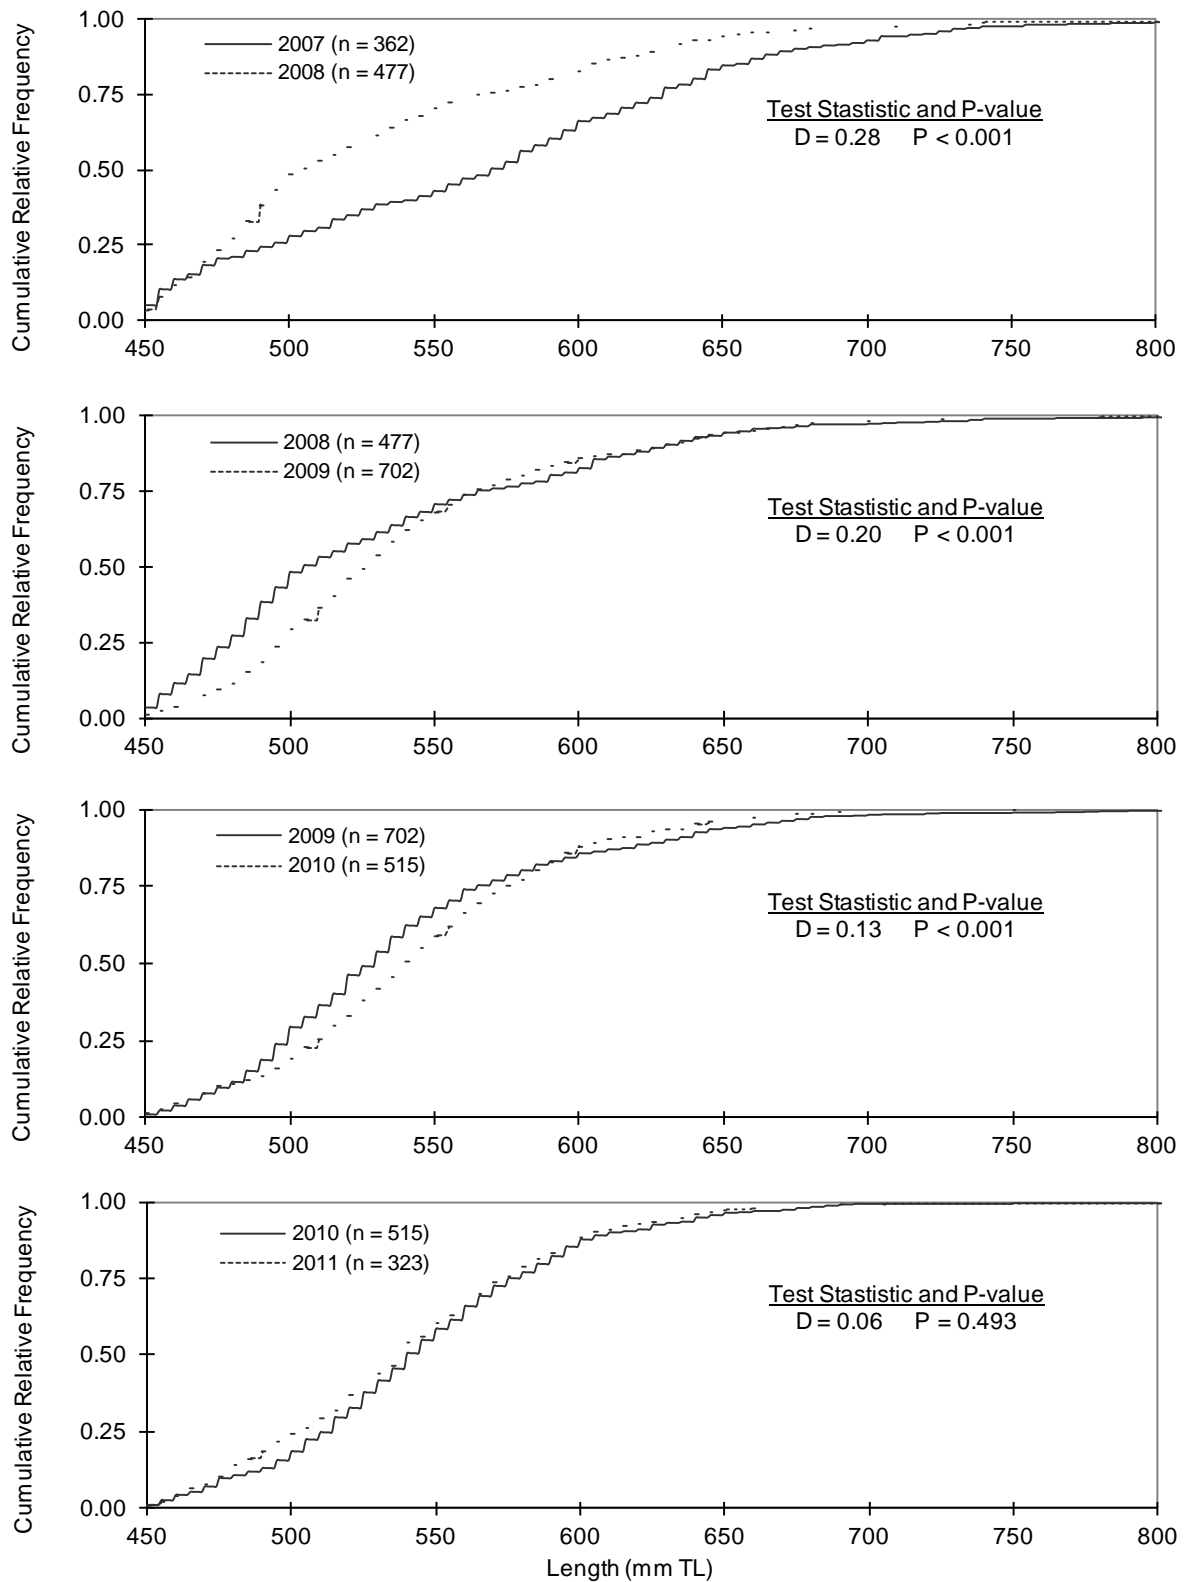 Cumulative Relative Frequency
1.00
0.75
0.50
0.25
0.00
2007 (n = 362)
2008 (n = 477)
Test Stastistic and P-value
D = 0.28 P < 0.001
450 500 550 600 650 700 750 800
Cumulative Relative Frequency
1.00
0.75
0.50
0.25
0.00
2008 (n = 477)
2009 (n = 702)
Test Stastistic and P-value
D = 0.20 P < 0.001
450 500 550 600 650 700 750 800
Cumulative Relative Frequency
1.00
0.75
0.50
0.25
0.00
2009 (n = 702)
2010 (n = 515)
Test Stastistic and P-value
D = 0.13 P < 0.001
450 500 550 600 650 700 750 800
Cumulative Relative Frequency
1.00
0.75
0.50
0.25
0.00
2010 (n = 515)
2011 (n = 323)
Test Stastistic and P-value
D = 0.06 P = 0.493
450 500 550 600 650 700 750 800
Length (mm TL)